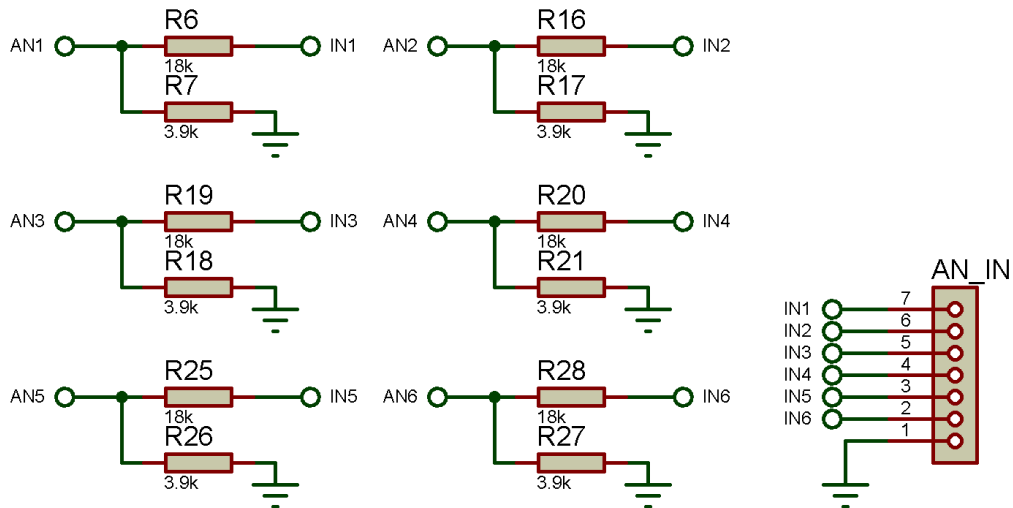 R6
AN1
IN1
18k
R7
3.9k
R16
AN2
IN2
18k
R17
3.9k
R19
AN3
IN3
18k
R18
3.9k
R20
AN4
IN4
18k
R21
3.9k
R25
AN5
IN5
18k
R26
3.9k
R28
AN6
IN6
18k
R27
3.9k
AN_IN
IN1 7
IN2 6
IN3 5
IN4 4
IN5 3
IN6 2
1